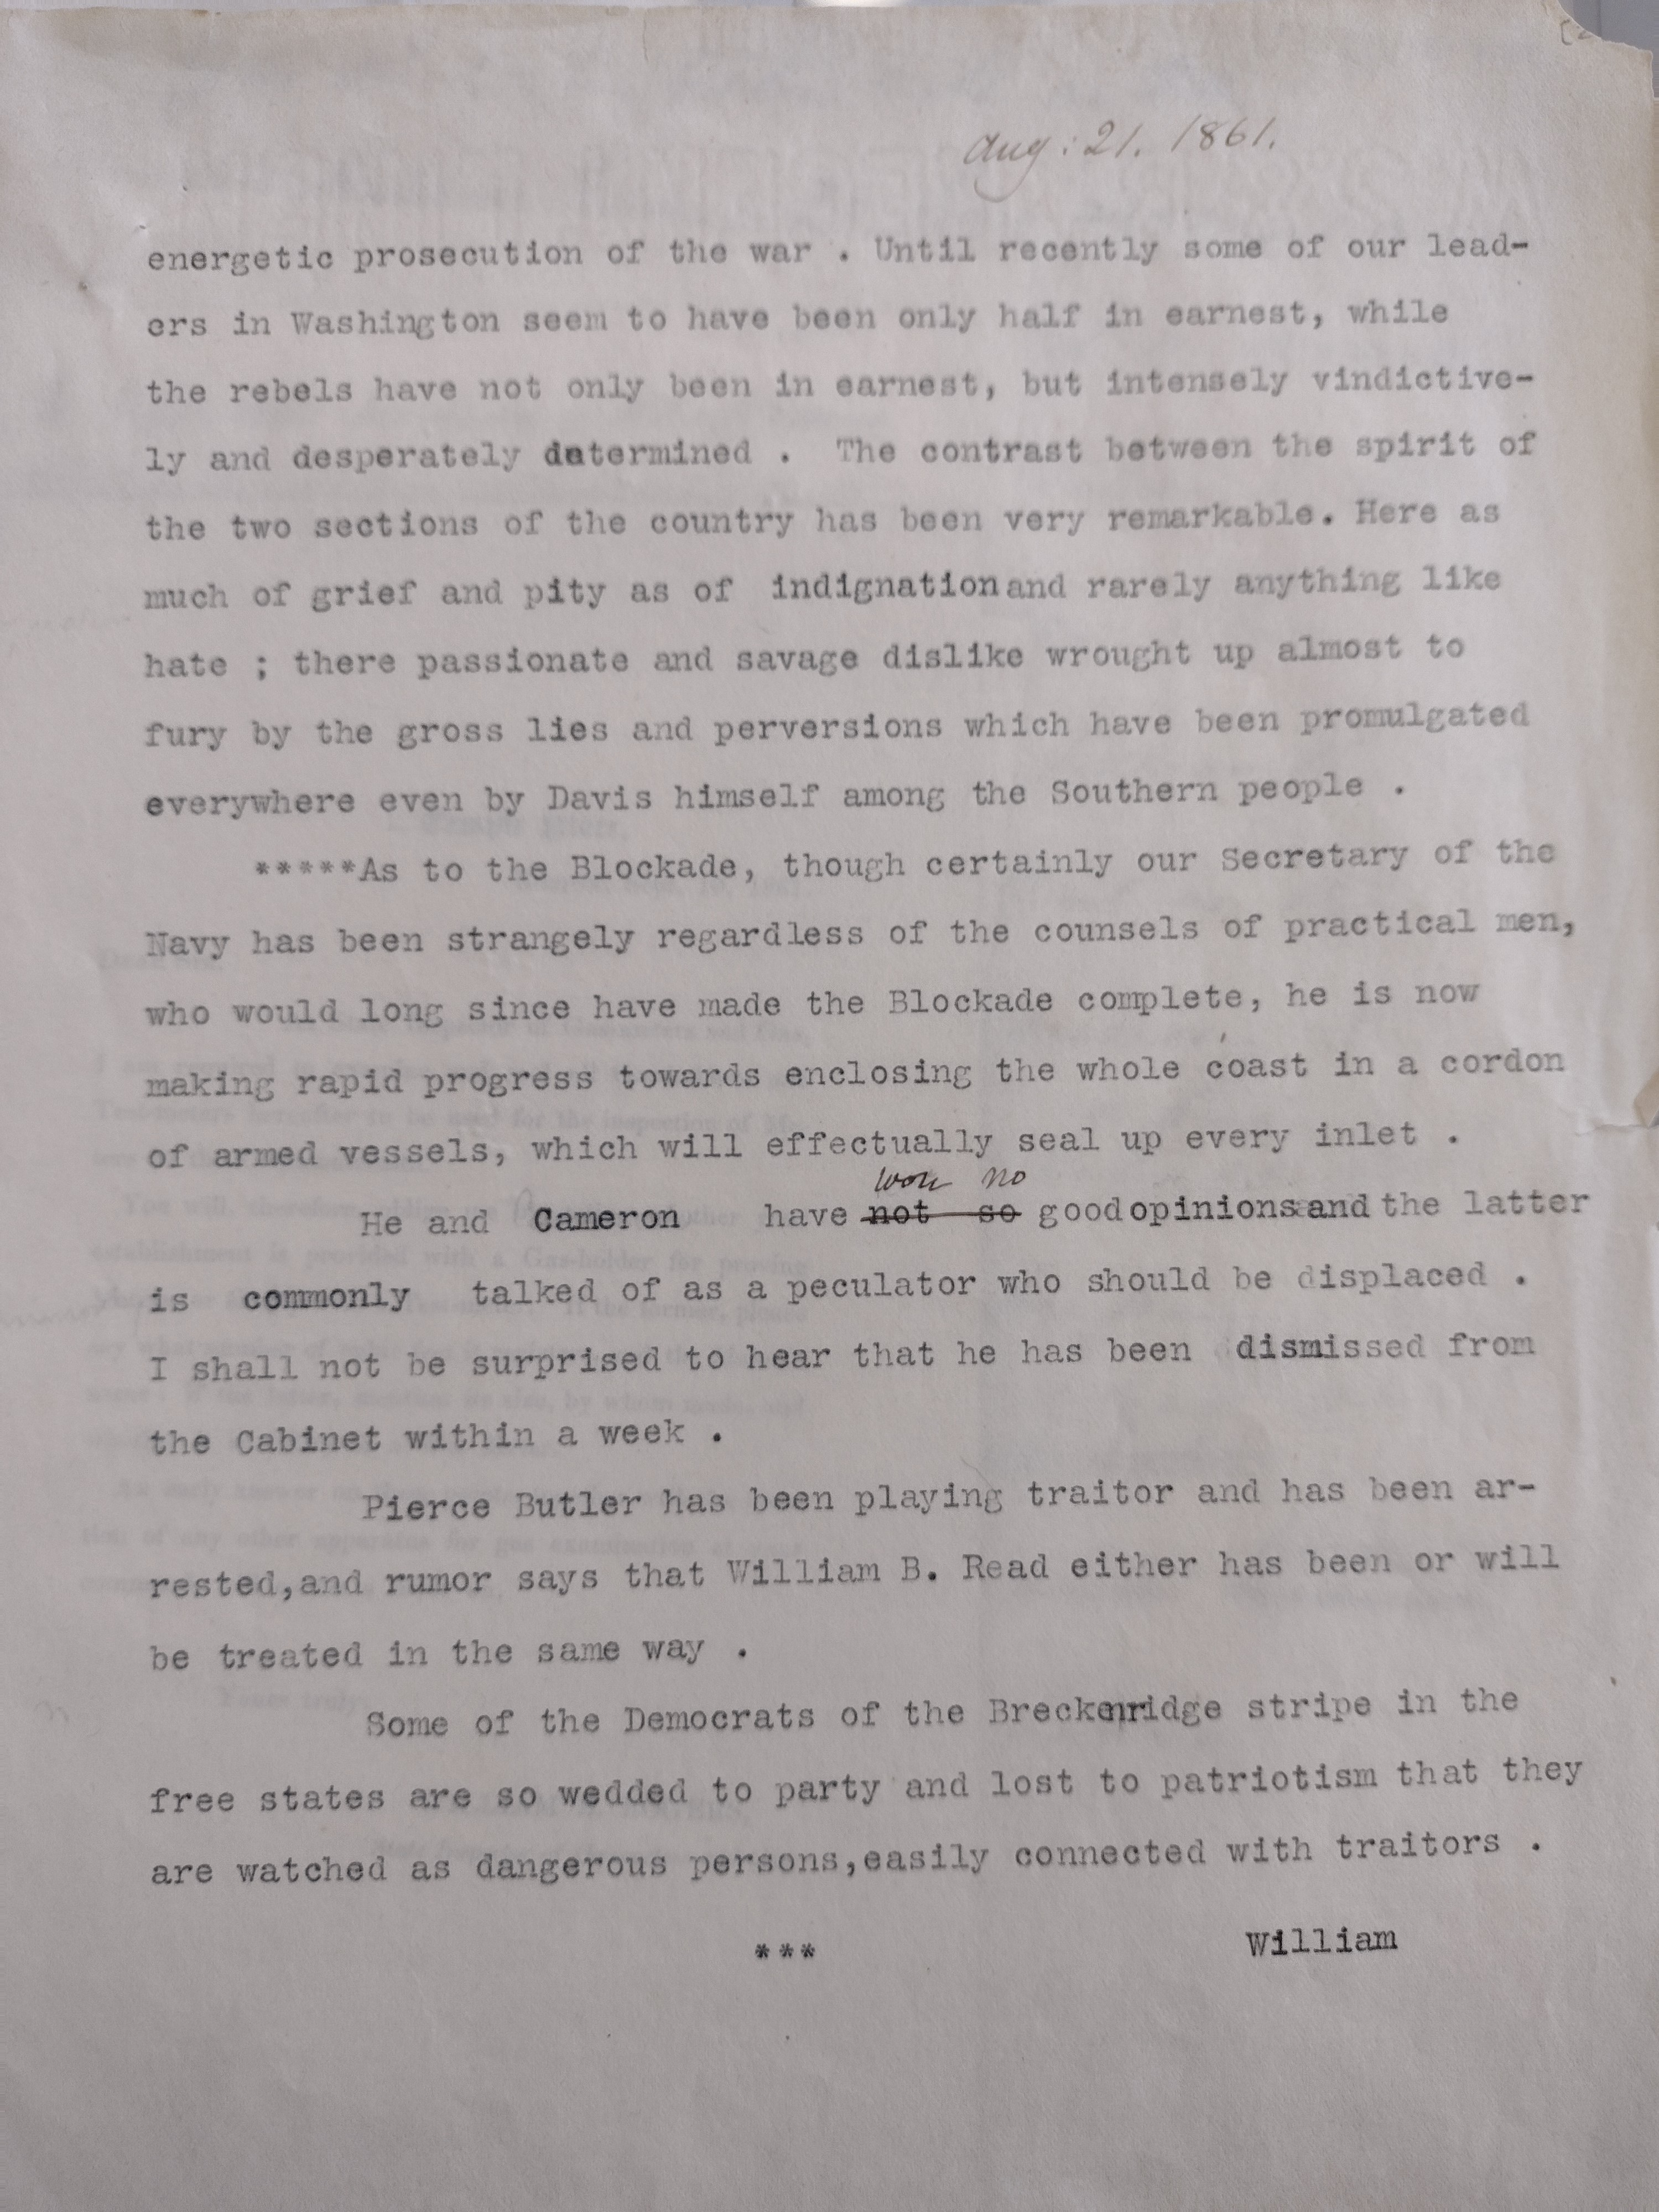 Aug: 21. 1861.
energetic prosecution of the war . Until recently some of our lead-
ers in Washington seem to have been only half in earnest, while
the rebels have not only been in earnest, but intensely vindictive-
ly and desperately determined . The contrast between the spirit of
the two sections of the country has been very remarkable. Here as
much of grief and pity as of indignation and rarely anything like
hate ; there passionate and savage dislike wrought up almost to
fury by the gross lies and perversions which have been promulgated
everywhere even by Davis himself among the Southern people .
*****As to the Blockade, though certainly our Secretary of the
Navy has been strangely regardless of the counsels of practical men,
who would long since have made the Blockade complete, he is now
making rapid progress towards enclosing the whole coast in a cordon
of armed vessels, which will effectually seal up every inlet .
won no
He and Cameron have not so good opinions and the latter
is commonly talked of as a peculator who should be displaced .
I shall not be surprised to hear that he has been dismissed from
the Cabinet within a week .
Pierce Butler has been playing traitor and has been ar-
rested,and rumor says that William B. Read either has been or will
be treated in the same way .
Some of the Democrats of the Breckenridge stripe in the
free states are so wedded to party and lost to patriotism that they
are watched as dangerous persons,easily connected with traitors .
*** William